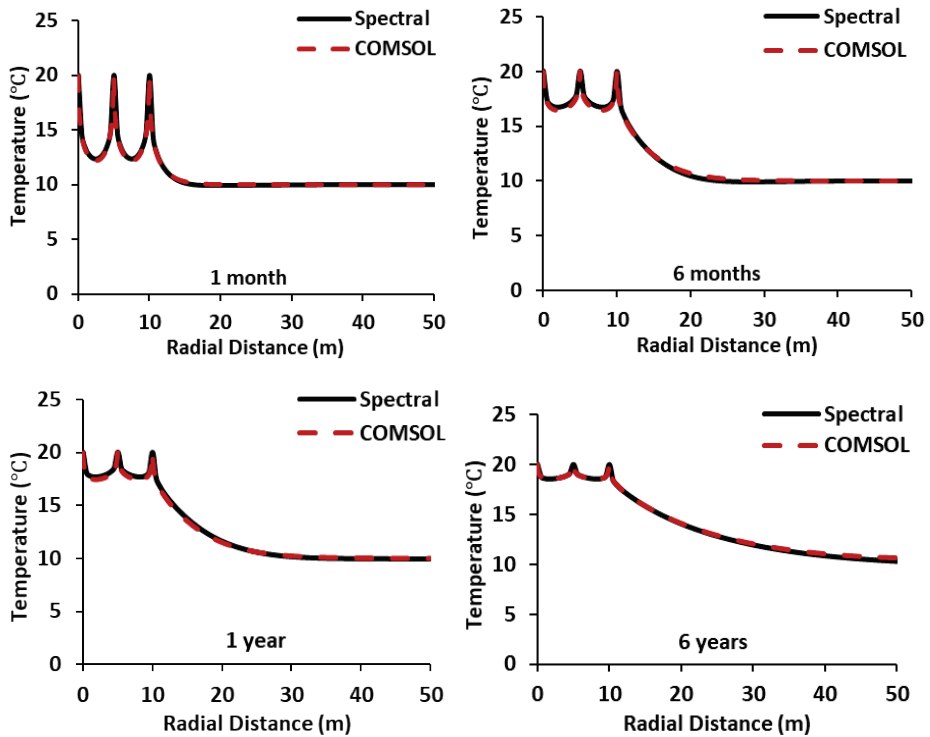 Spectral
COMSOL
25
20
15
10
5
0
Temperature (°C)
1 month
0 10 20 30 40 50
Radial Distance (m)
Spectral
COMSOL
25
20
15
10
5
0
Temperature (°C)
6 months
0 10 20 30 40 50
Radial Distance (m)
Spectral
COMSOL
25
20
15
10
5
0
Temperature (°C)
1 year
0 10 20 30 40 50
Radial Distance (m)
Spectral
COMSOL
25
20
15
10
5
0
Temperature (°C)
6 years
0 10 20 30 40 50
Radial Distance (m)